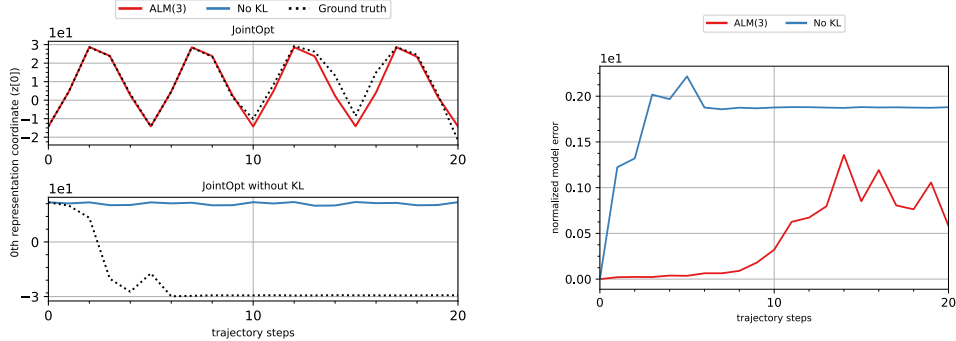 ALM(3) No KL Ground truth
JointOpt
1e1
3
2
1
0
−1
−2
0 10 20
JointOpt without KL
1e1
0
−3
0 10 20
trajectory steps
0th representation coordinate (z[0])
ALM(3) No KL
1e1
0.20
0.15
0.10
0.05
0.00
0 10 20
trajectory steps
normalized model error